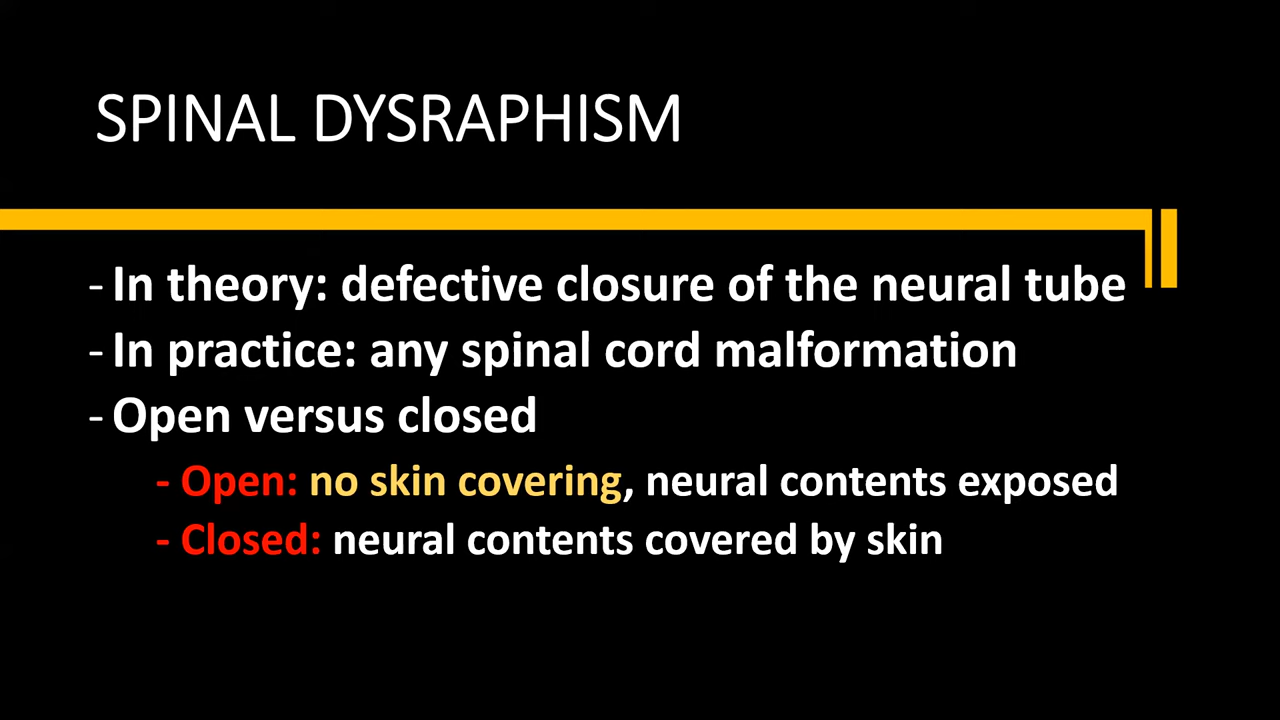 SPINAL DYSRAPHISM
- In theory: defective closure of the neural tube
- In practice: any spinal cord malformation
- Open versus closed
- Open: no skin covering, neural contents exposed
- Closed: neural contents covered by skin